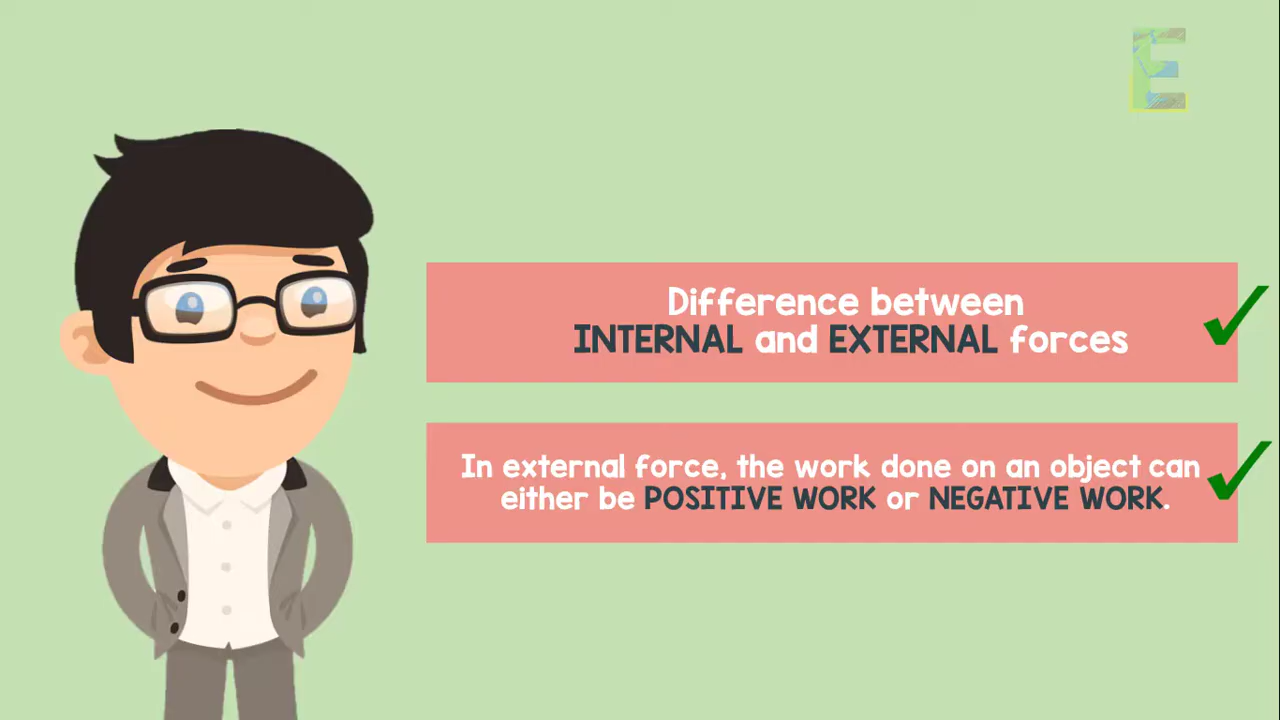 E
Difference between
INTERNAL and EXTERNAL forces
In external force, the work done on an object can
either be POSITIVE WORK or NEGATIVE WORK.